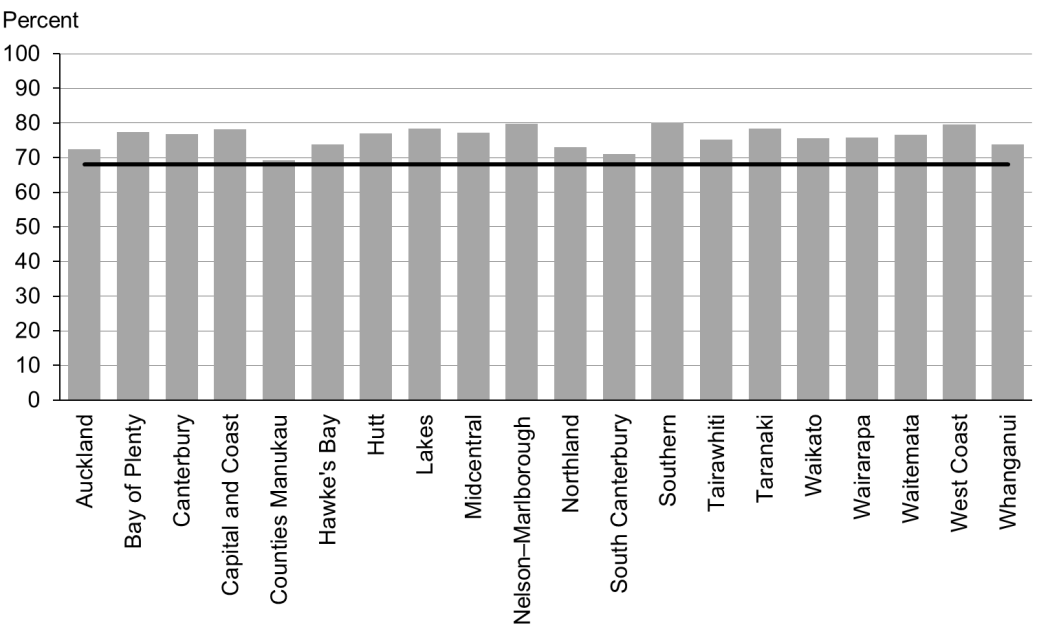 Percent
100
90
80
70
60
50
40
30
20
10
0
Auckland
Bay of Plenty
Canterbury
Capital and Coast
Counties Manukau
Hawke's Bay
Hutt
Lakes
Midcentral
Nelson–Marlborough
Northland
South Canterbury
Southern
Tairawhiti
Taranaki
Waikato
Wairarapa
Waitemata
West Coast
Whanganui